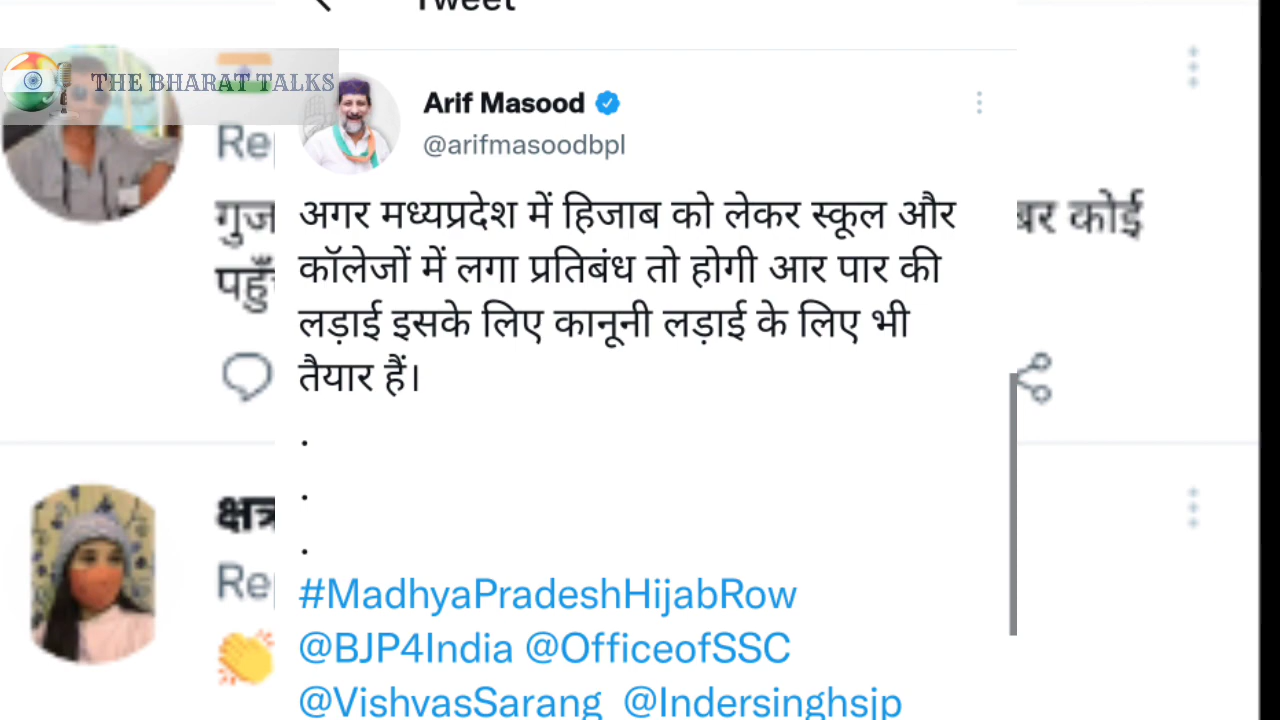 Tweet
THE BHARAT TALKS
Arif Masood
@arifmasoodbpl
अगर मध्यप्रदेश में हिजाब को लेकर स्कूल और
कॉलेजों में लगा प्रतिबंध तो होगी आर पार की
लड़ाई इसके लिए कानूनी लड़ाई के लिए भी
तैयार हैं।
.
.
.
#MadhyaPradeshHijabRow
@BJP4India @OfficeofSSC
@VishvasSarang @Indersinghsjp
कोई